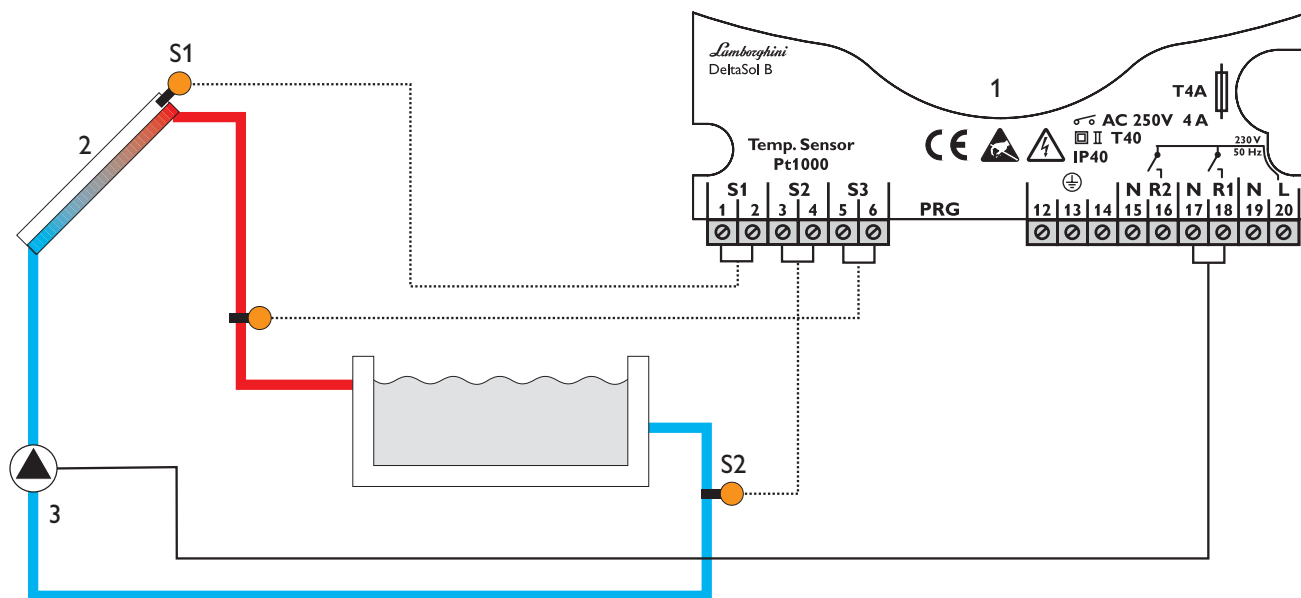 S1
2
3
S2
Lamborghini
DeltaSol B
1
T4A
AC 250V 4 A
T40
IP40
230 V
50 Hz
Temp. Sensor
Pt1000
S1 S2 S3
1 2 3 4 5 6
PRG
N R2 N R1 N L
12 13 14 15 16 17 18 19 20